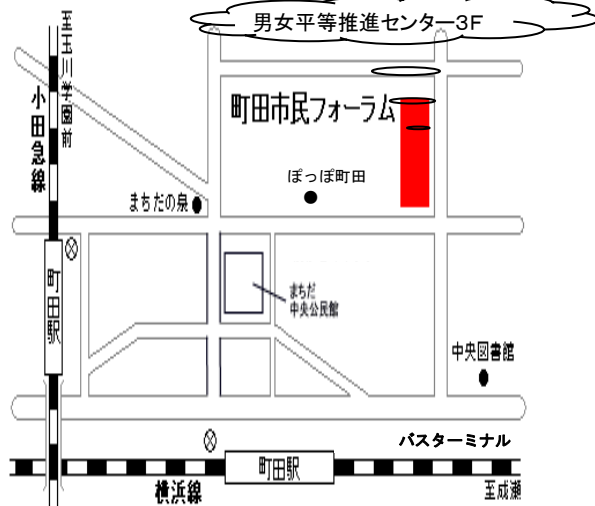 男女平等推進センター3F
至玉川学園前
小田急線
町田市民フォーラム
ぽっぽ町田
まちだの泉
町田駅
まちだ
中央公民館
中央図書館
バスターミナル
町田駅
横浜線
至成瀬